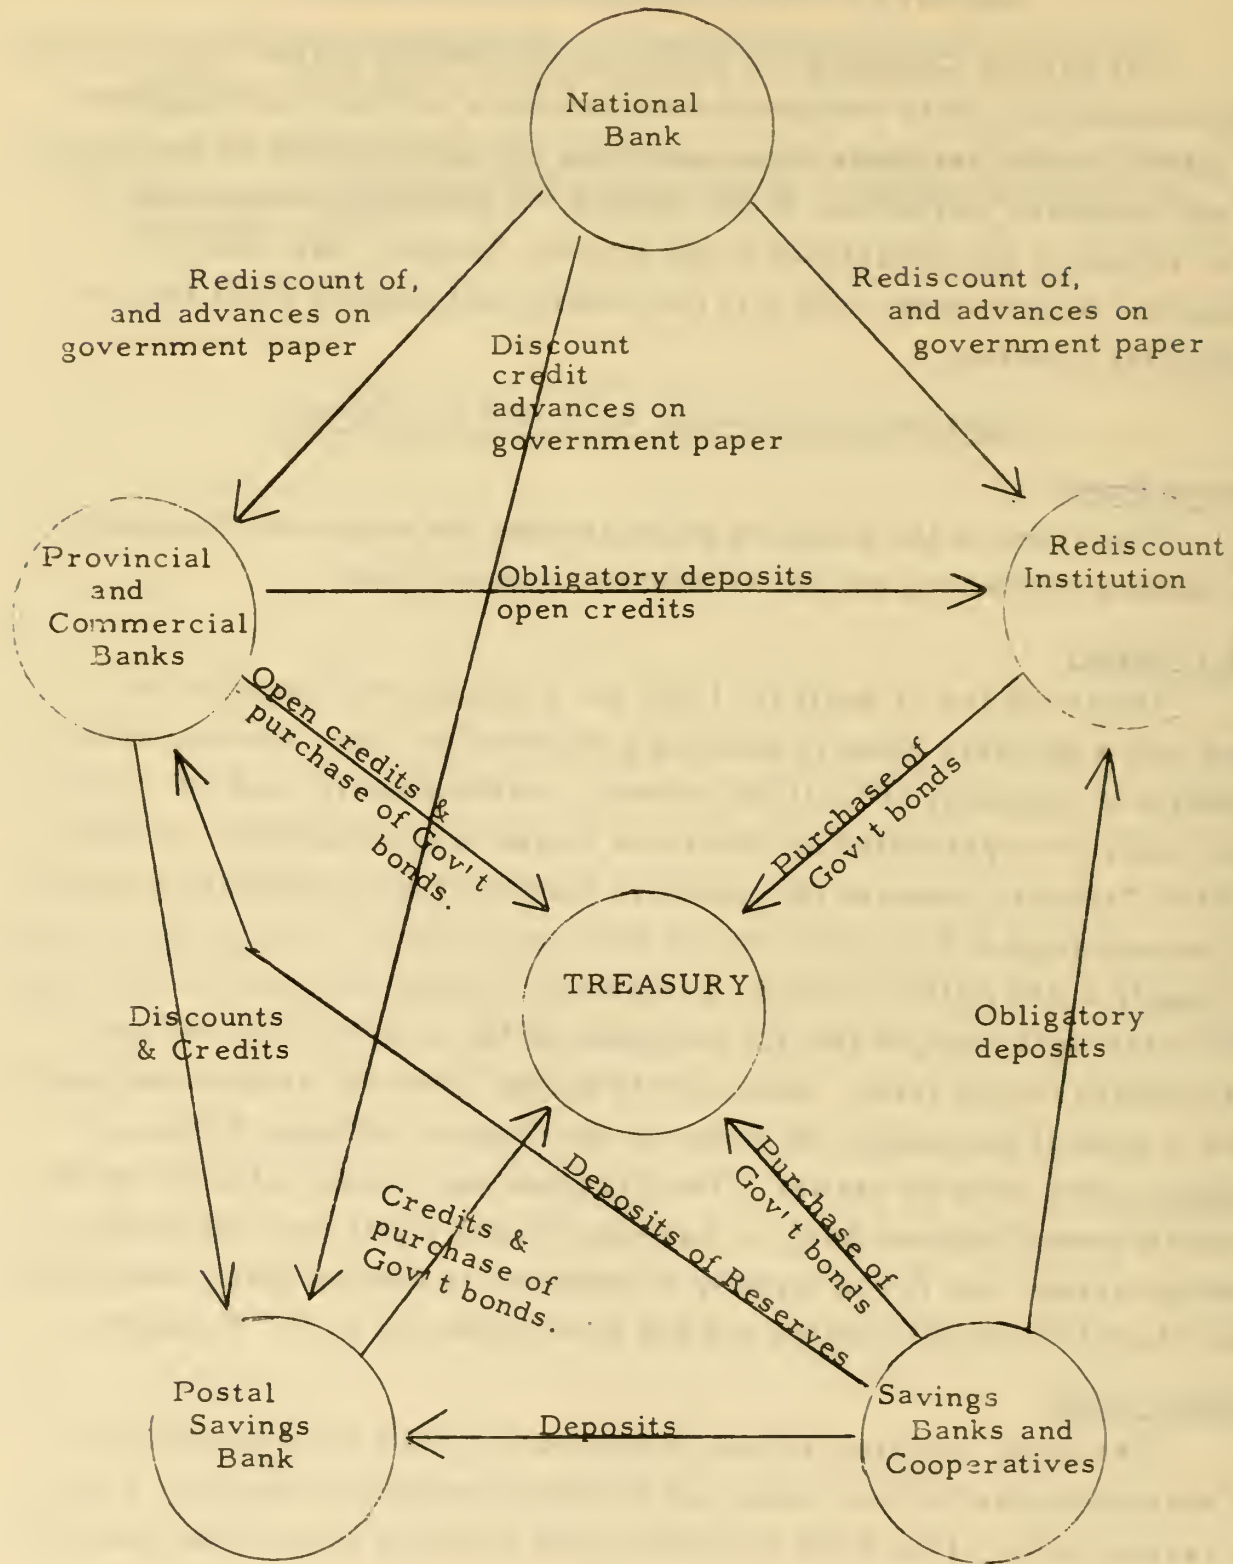 National
Bank
Rediscount of,
and advances on
government paper
Rediscount of,
and advances on
government paper
Discount
credit
advances on
government paper
Provincial
and
Commercial
Banks
Obligatory deposits
open credits
Rediscount
Institution
Open credits &
purchase of Gov't
bonds.
Purchase of
Gov't bonds
TREASURY
Discounts
& Credits
Obligatory
deposits
Credits &
purchase of
Gov't bonds.
Deposits of Reserves
Purchase of
Gov't bonds
Postal
Savings
Bank
Deposits
Savings
Banks and
Cooperatives